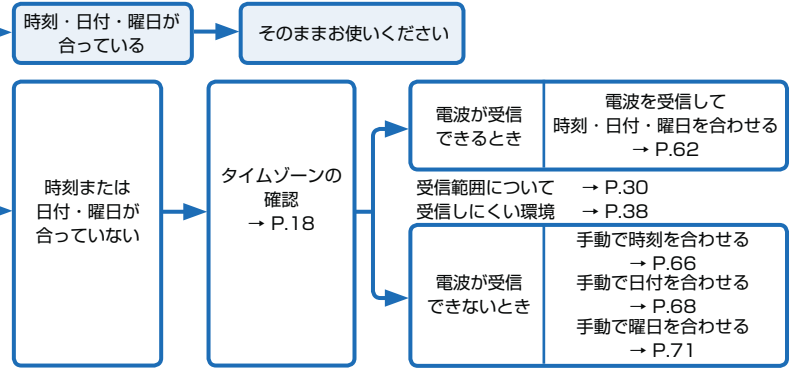 時刻・日付・曜日が
合っている
そのままお使いください
時刻または
日付・曜日が
合っていない
タイムゾーンの
確認
→ P.18
電波が受信
できるとき
電波を受信して
時刻・日付・曜日を合わせる
→ P.62
受信範囲について → P.30
受信しにくい環境 → P.38
電波が受信
できないとき
手動で時刻を合わせる
→ P.66
手動で日付を合わせる
→ P.68
手動で曜日を合わせる
→ P.71